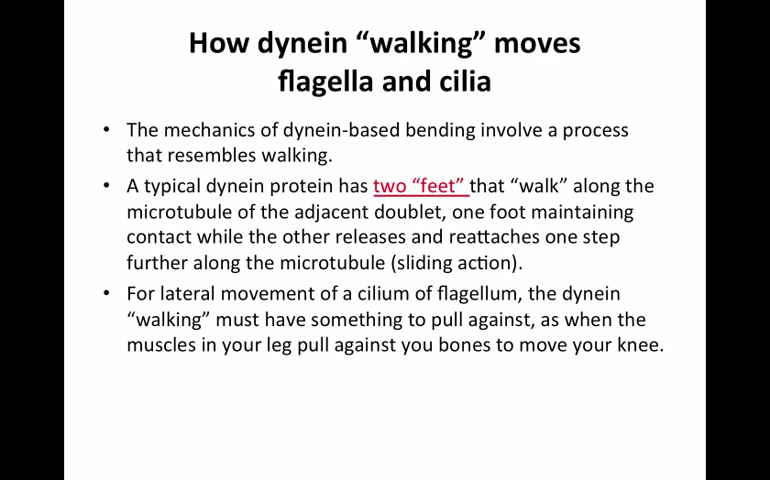 How dynein “walking” moves
flagella and cilia
• The mechanics of dynein-based bending involve a process
that resembles walking.
• A typical dynein protein has two “feet” that “walk” along the
microtubule of the adjacent doublet, one foot maintaining
contact while the other releases and reattaches one step
further along the microtubule (sliding action).
• For lateral movement of a cilium of flagellum, the dynein
“walking” must have something to pull against, as when the
muscles in your leg pull against you bones to move your knee.